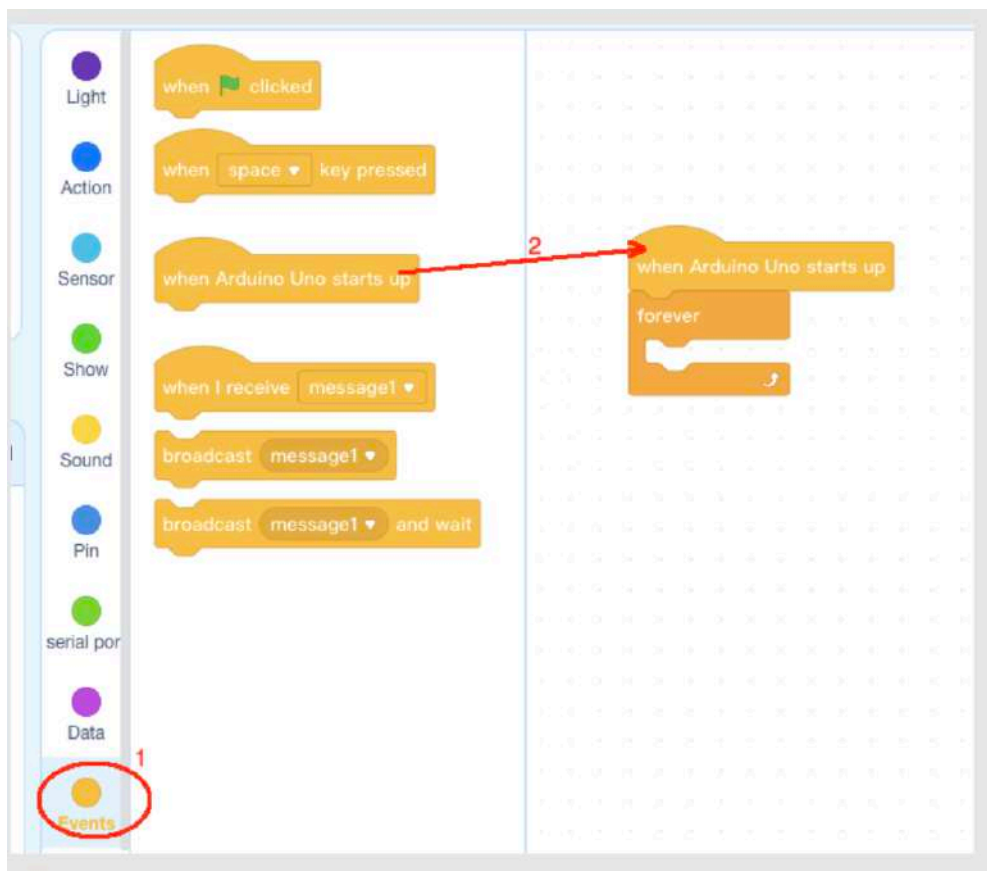 Light
Action
Sensor
Show
Sound
Pin
serial por
Data
1
Events
when clicked
when space key pressed
when Arduino Uno starts up
when I receive message1
broadcast message1
broadcast message1 and wait
2
when Arduino Uno starts up
forever